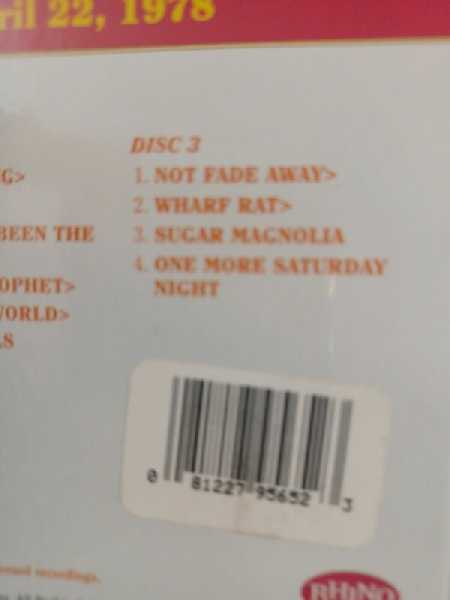 ril 22, 1978
DISC 3
G>
1. NOT FADE AWAY>
2. WHARF RAT>
BEEN THE
3. SUGAR MAGNOLIA
4. ONE MORE SATURDAY
OPHET>
NIGHT
WORLD>
LS
0 81227 95652 3
recordings.
RHINO